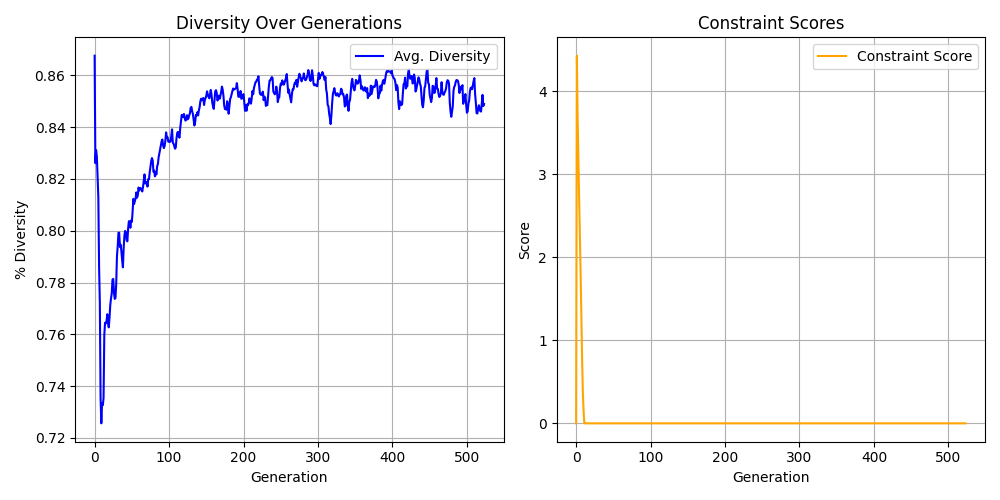 Diversity Over Generations
Avg. Diversity
0.86
0.84
0.82
0.80
0.78
0.76
0.74
0.72
% Diversity
0 100 200 300 400 500
Generation
Constraint Scores
Constraint Score
4
3
2
1
0
Score
0 100 200 300 400 500
Generation